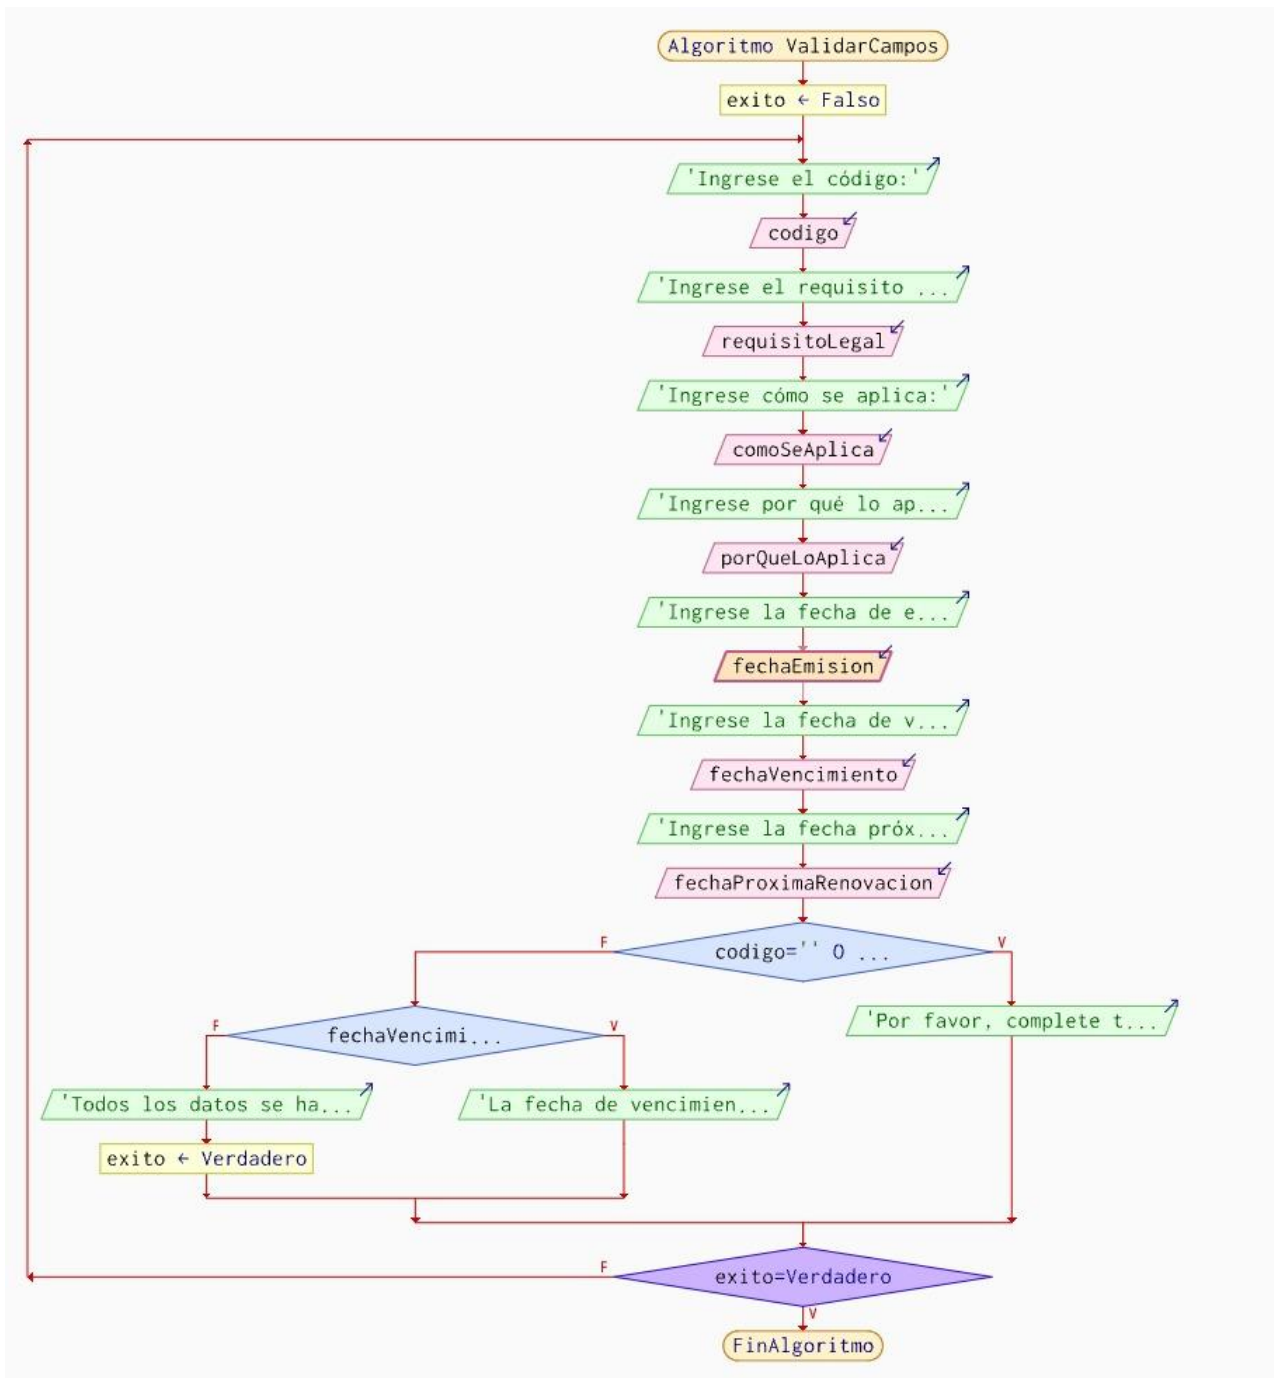 Algoritmo ValidarCampos
exito ← Falso
'Ingrese el código:'
codigo
'Ingrese el requisito ...
requisitoLegal
'Ingrese cómo se aplica:'
comoSeAplica
'Ingrese por qué lo ap...
porQueLoAplica
'Ingrese la fecha de e...
fechaEmision
'Ingrese la fecha de v...
fechaVencimiento
'Ingrese la fecha próx...
fechaProximaRenovacion
F
codigo='' O ...
V
'Por favor, complete t...
F
fechaVencimi...
V
'Todos los datos se ha...
'La fecha de vencimien...
exito ← Verdadero
F
exito=Verdadero
V
FinAlgoritmo